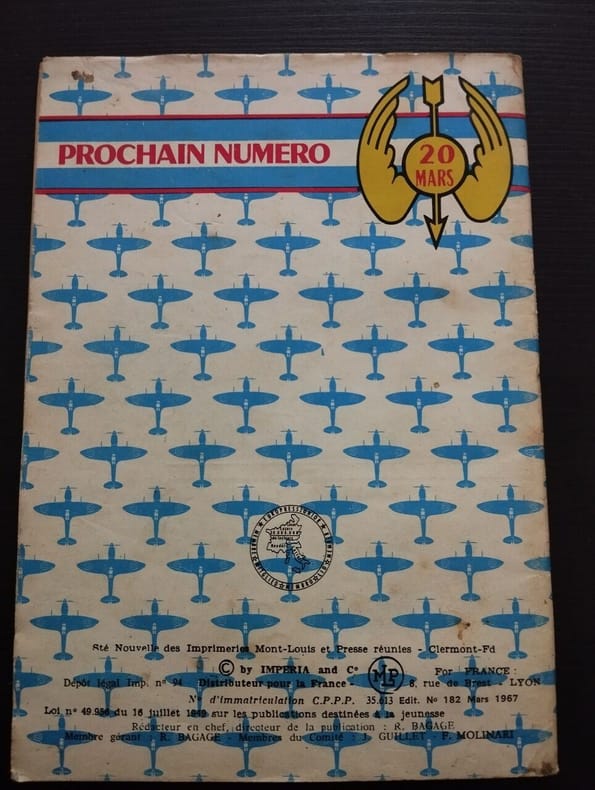 PROCHAIN NUMERO
20
MARS
Sté Nouvelle des Imprimeries Mont-Louis et Presse réunies - Clermont-Fd
© by IMPERIA and C° For FRANCE :
Dépôt légal Imp. n° 94 Distributeur pour la France - 8, rue de Brest - LYON
N° d'immatriculation C.P.P.P. 35.613 Edit. N° 182 Mars 1967
Loi n° 49.956 du 16 juillet 1949 sur les publications destinées à la jeunesse
Rédacteur en chef, directeur de la publication : R. BAGAGE
Membre gérant : R. BAGAGE - Membres du Comité : J. GUILLET - F. MOLINARI